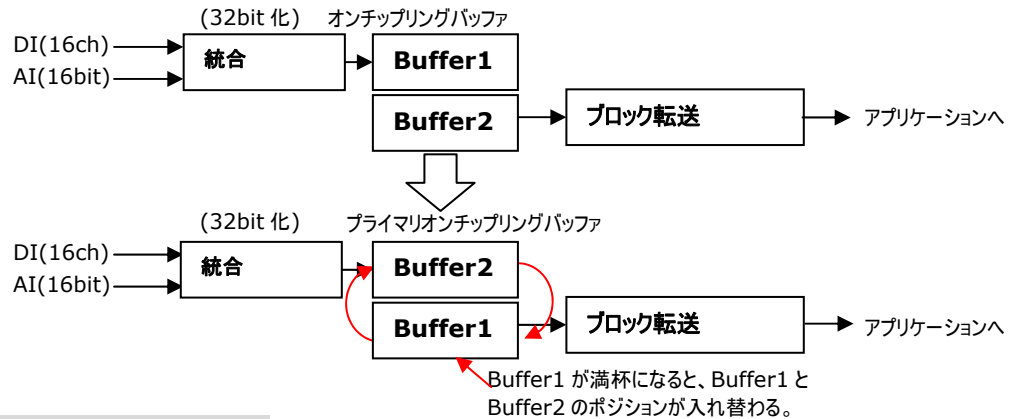 (32bit 化) オンチップリングバッファ
DI(16ch)
AI(16bit)
統合
Buffer1
Buffer2
ブロック転送
アプリケーションへ
(32bit 化) プライマリオンチップリングバッファ
DI(16ch)
AI(16bit)
統合
Buffer2
Buffer1
ブロック転送
アプリケーションへ
Buffer1 が満杯になると、Buffer1 と
Buffer2 のポジションが入れ替わる。